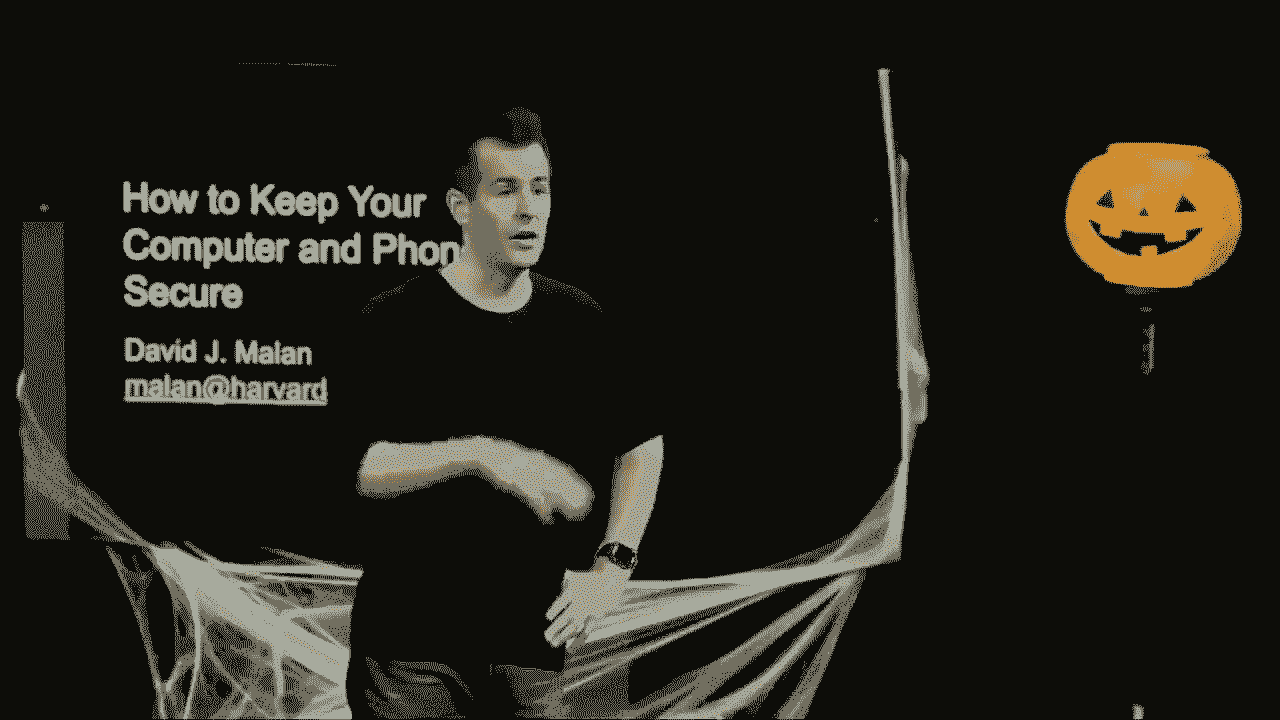 How to Keep Your
Computer and Phon
Secure
David J. Malan
malan@harvard